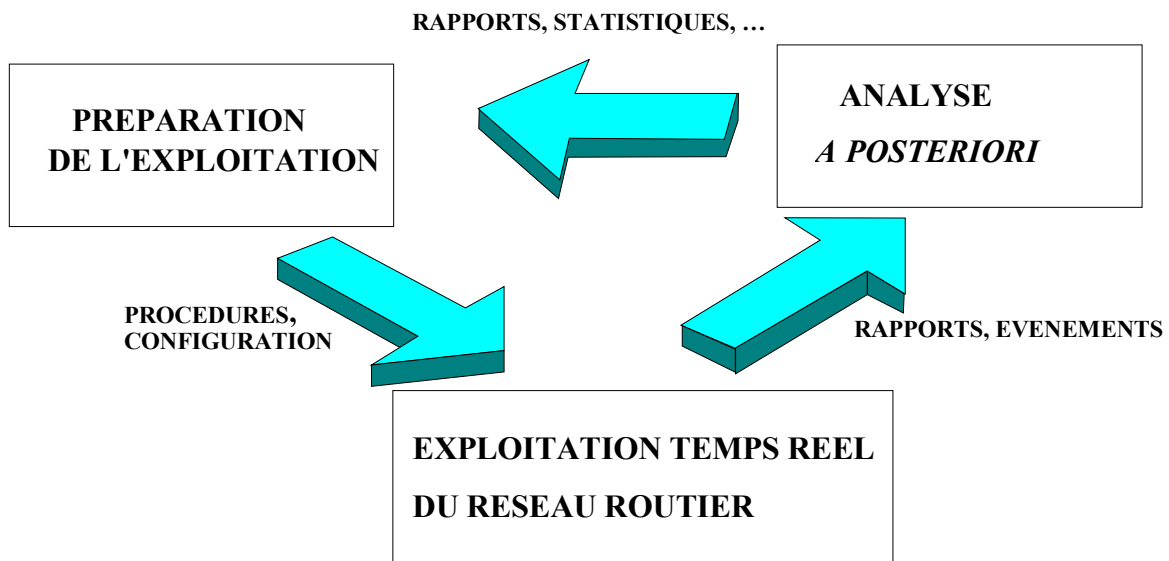 RAPPORTS, STATISTIQUES, …
PREPARATION
DE L'EXPLOITATION
ANALYSE
A POSTERIORI
PROCEDURES,
CONFIGURATION
RAPPORTS, EVENEMENTS
EXPLOITATION TEMPS REEL
DU RESEAU ROUTIER